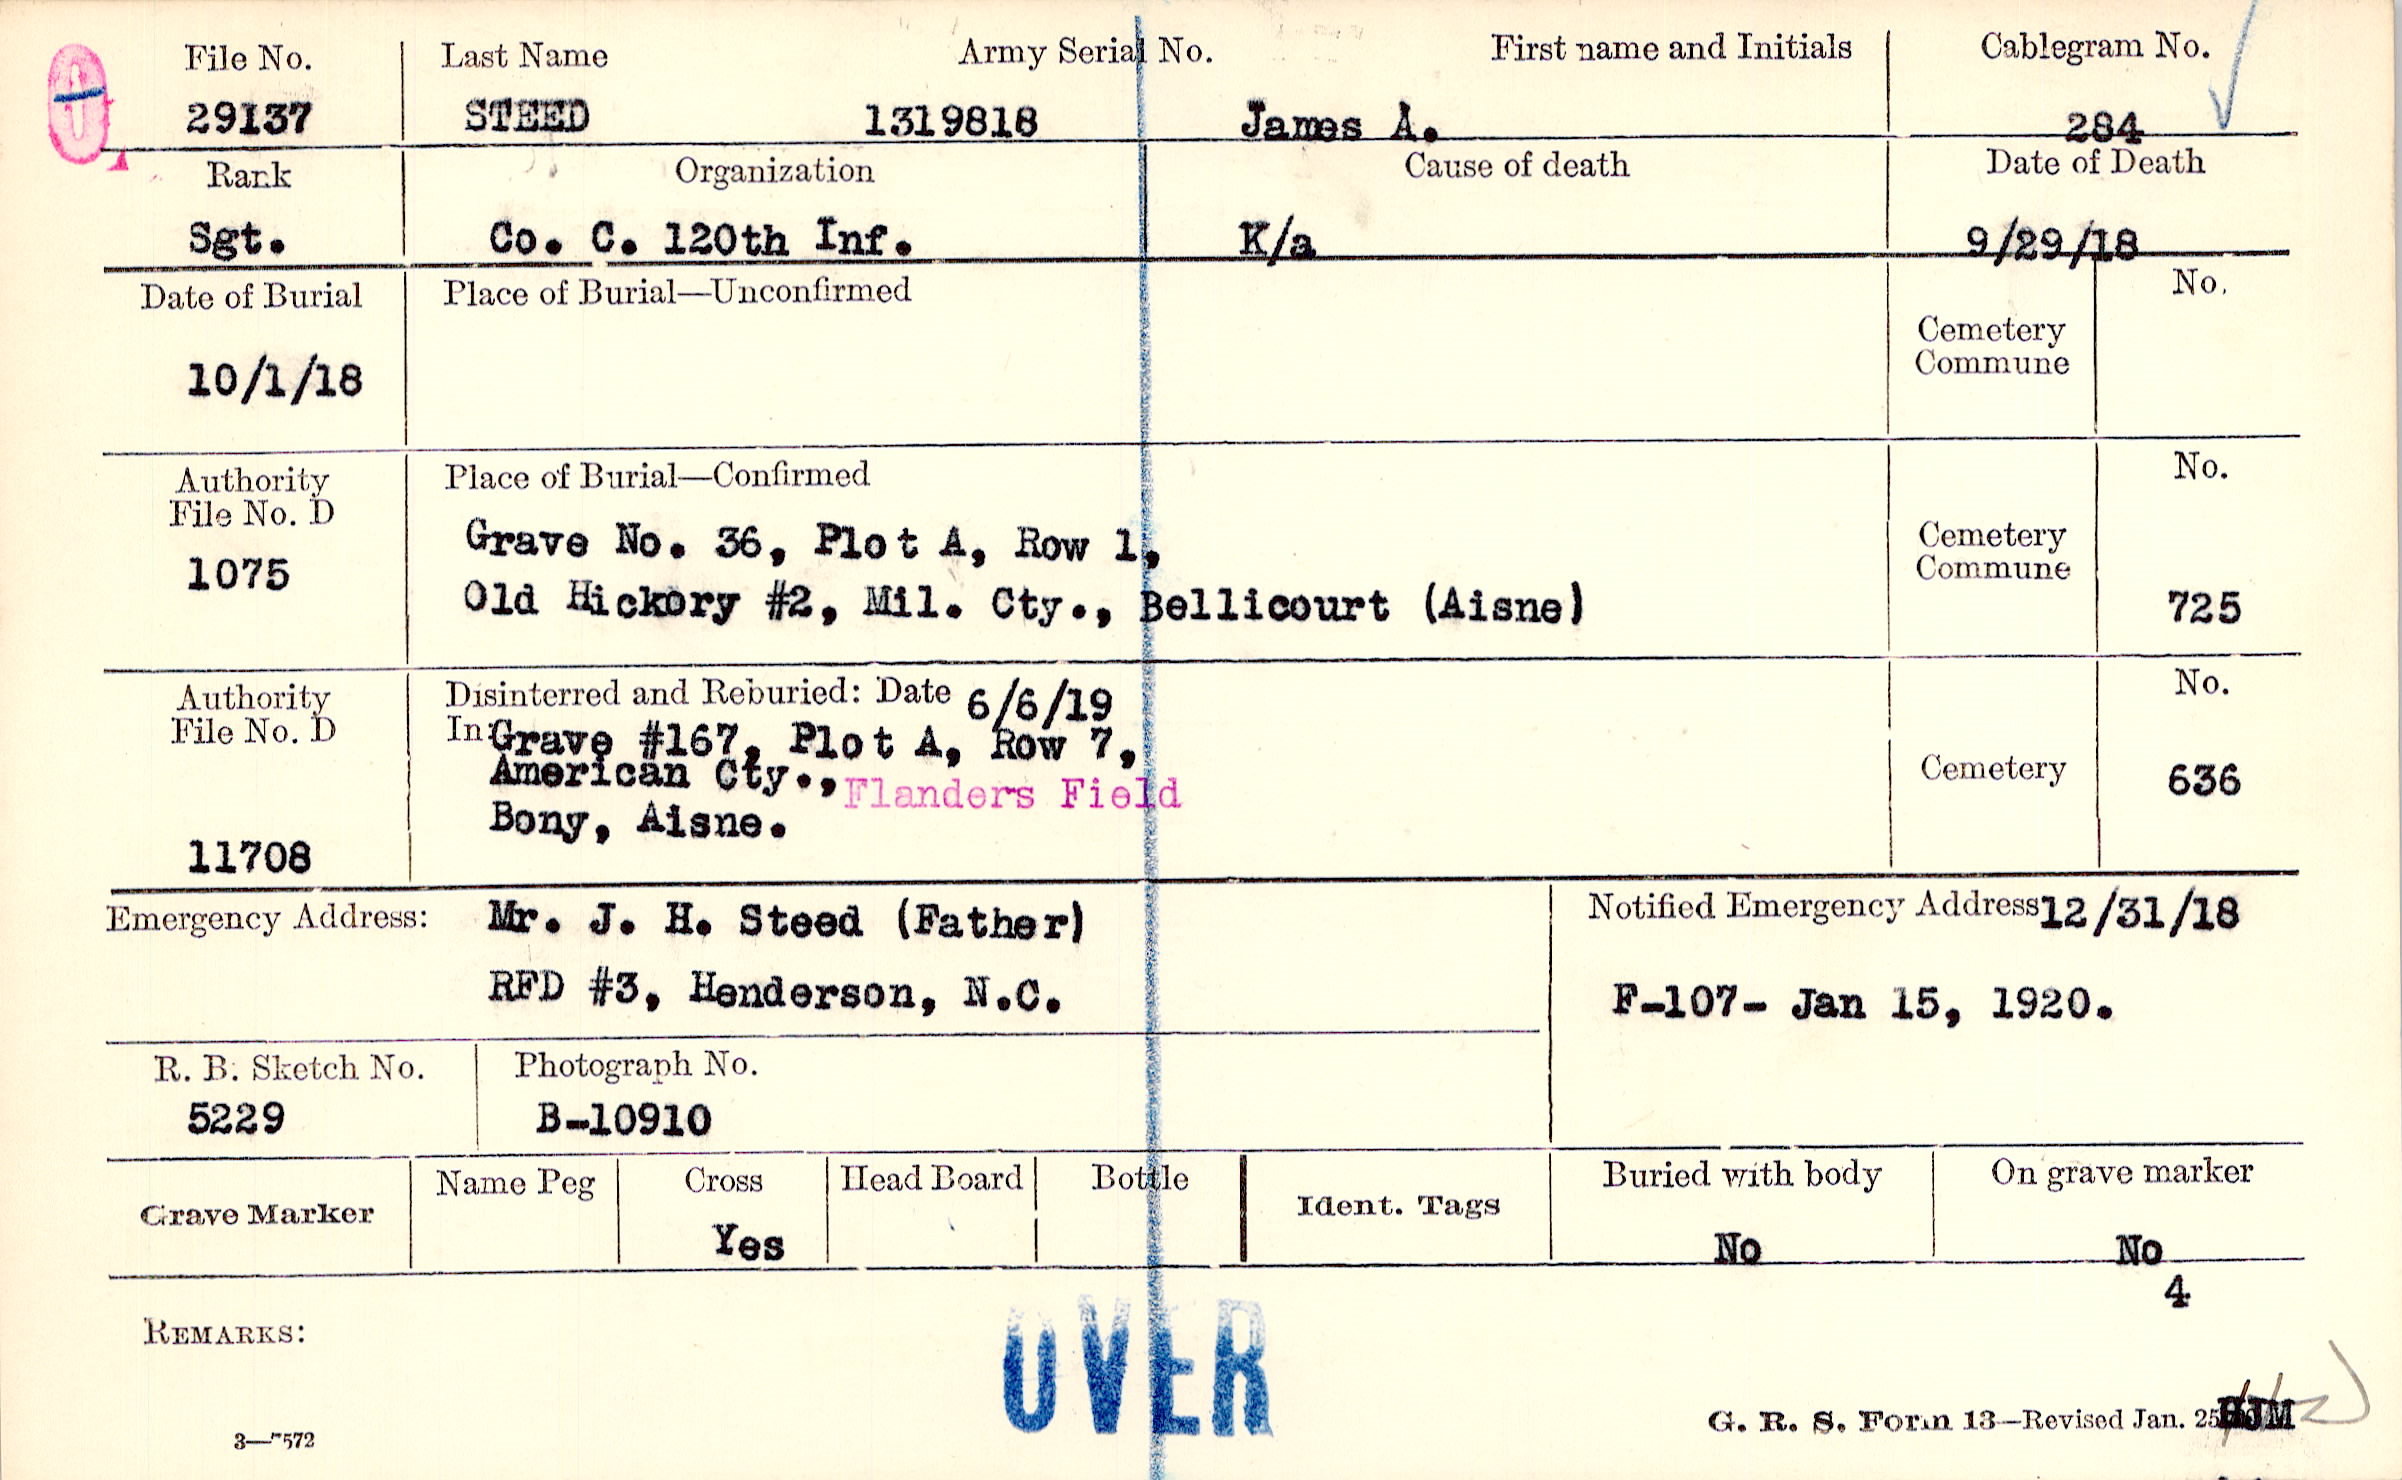 File No. Last Name Army Serial No. First name and Initials Cablegram No.
29137 STEED 1319818 James A. 284
Rank Organization Cause of death Date of Death
Sgt. Co. C. 120th Inf. K/a 9/29/18
Date of Burial Place of Burial—Unconfirmed No.
Cemetery
Commune
10/1/18
Authority Place of Burial—Confirmed No.
File No. D
Grave No. 36, Plot A, Row 1, Cemetery
1075 Commune
Old Hickory #2, Mil. Cty., Bellicourt (Aisne) 725
Authority Disinterred and Reburied: Date 6/6/19 No.
File No. D In Grave #167, Plot A, Row 7,
American Cty., Flanders Field Cemetery 636
Bony, Aisne.
11708
Emergency Address: Mr. J. H. Steed (Father) Notified Emergency Address 12/31/18
RFD #3, Henderson, N.C. F-107- Jan 15, 1920.
R. B. Sketch No. Photograph No.
5229 B-10910
Grave Marker Name Peg Cross Head Board Bottle Ident. Tags Buried with body On grave marker
Yes No No
4
REMARKS:
OVER
G. R. S. Form 13—Revised Jan. 25 HJM